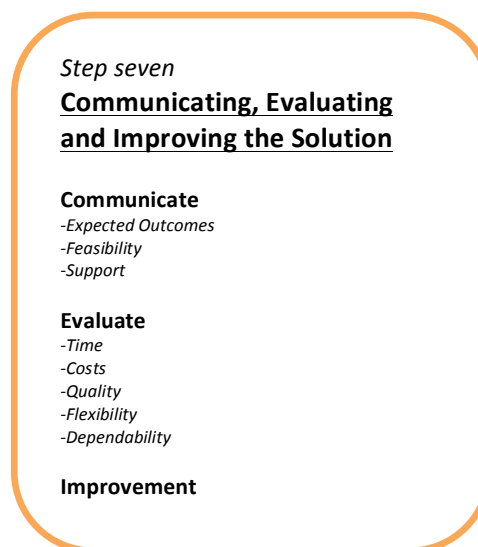 Step seven
Communicating, Evaluating
and Improving the Solution
Communicate
-Expected Outcomes
-Feasibility
-Support
Evaluate
-Time
-Costs
-Quality
-Flexibility
-Dependability
Improvement